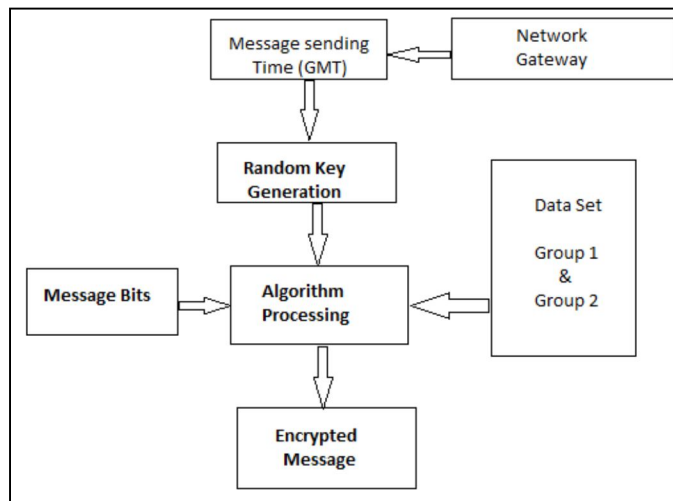 Message sending
Time (GMT)
Network
Gateway
Random Key
Generation
Data Set
Group 1
&
Group 2
Message Bits
Algorithm
Processing
Encrypted
Message